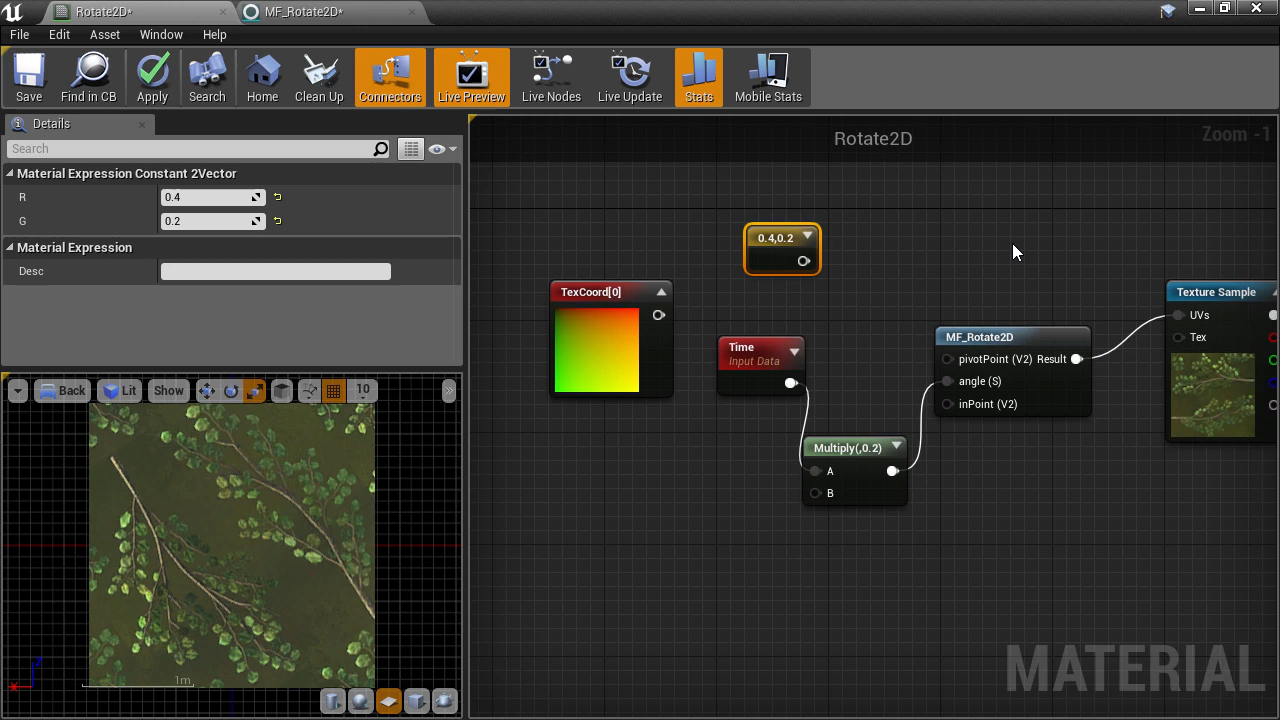 Rotate2D*
MF_Rotate2D*
File
Edit
Asset
Window
Help
Save
Find in CB
Apply
Search
Home
Clean Up
Connectors
Live Preview
Live Nodes
Live Update
Stats
Mobile Stats
Details
Search
Material Expression Constant 2Vector
R
0.4
G
0.2
Material Expression
Desc
Back
Lit
Show
10
1m
Z
Rotate2D
Zoom -1
0.4,0.2
TexCoord[0]
Time
Input Data
Multiply(,0.2)
A
B
MF_Rotate2D
pivotPoint (V2) Result
angle (S)
inPoint (V2)
Texture Sample
UVs
Tex
MATERIAL